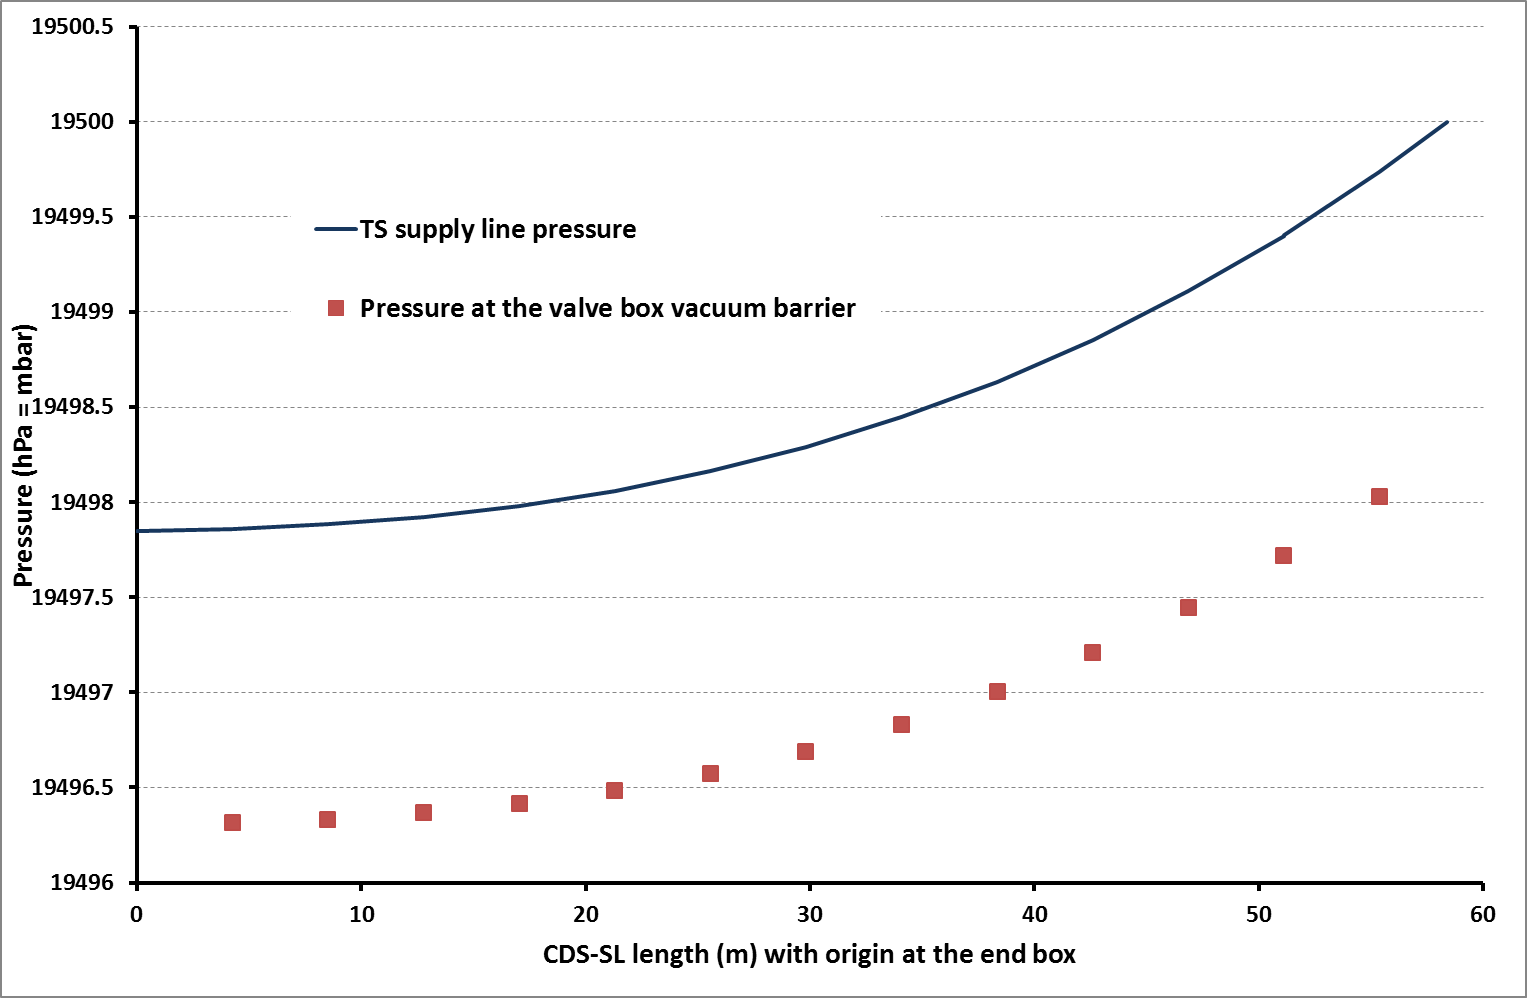 19500.5
19500
19499.5
19499
19498.5
19498
19497.5
19497
19496.5
19496
Pressure (hPa = mbar)
TS supply line pressure
Pressure at the valve box vacuum barrier
0 10 20 30 40 50 60
CDS-SL length (m) with origin at the end box